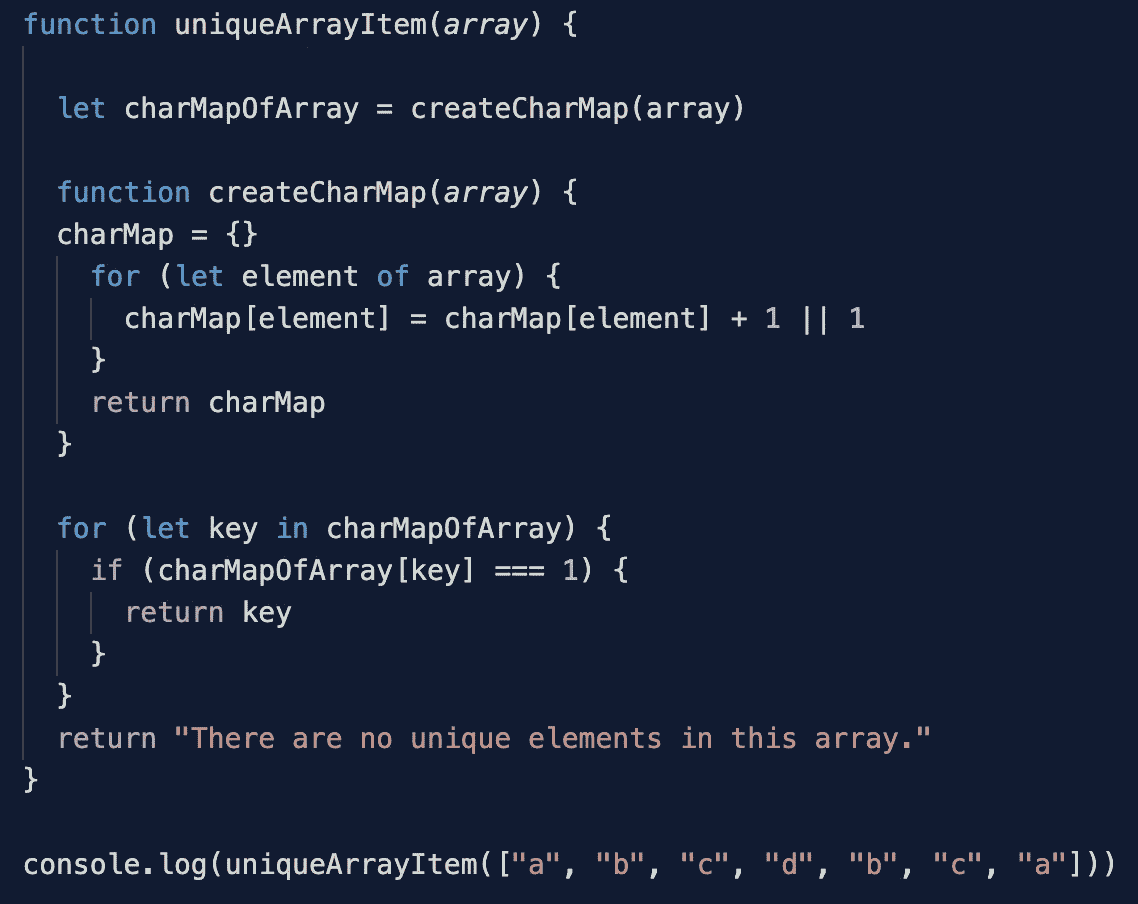 function uniqueArrayItem(array) {
let charMapOfArray = createCharMap(array)
function createCharMap(array) {
charMap = {}
for (let element of array) {
charMap[element] = charMap[element] + 1 || 1
}
return charMap
}
for (let key in charMapOfArray) {
if (charMapOfArray[key] === 1) {
return key
}
}
return "There are no unique elements in this array."
}
console.log(uniqueArrayItem(["a", "b", "c", "d", "b", "c", "a"]))